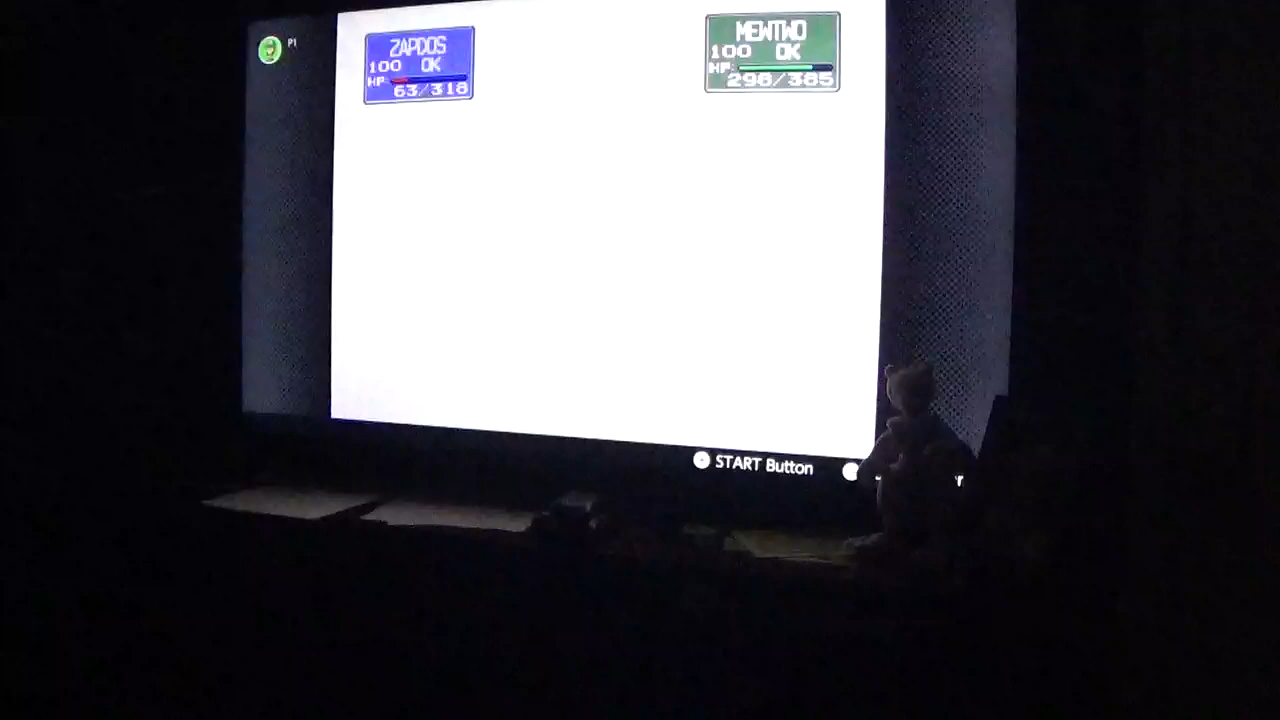 P1
ZAPDOS
100 OK
HP:
63/318
MEWTWO
100 OK
HP:
298/385
START Button